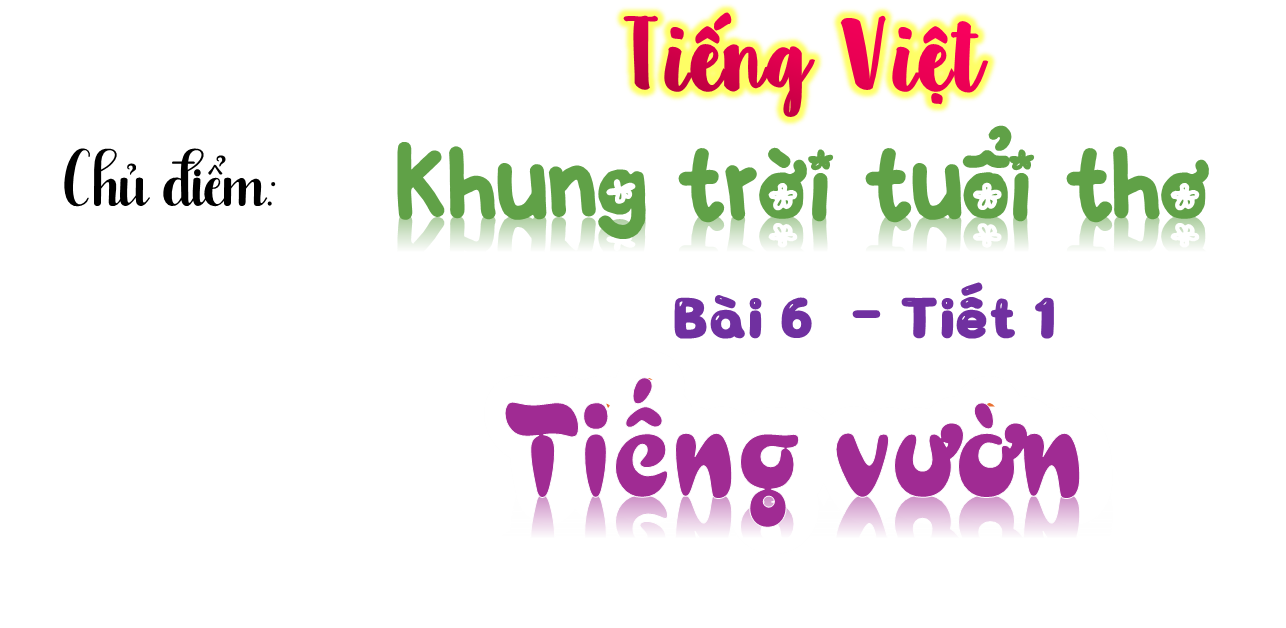 Tiếng Việt
Chủ điểm: Khung trời tuổi thơ
Bài 6 - Tiết 1
Tiếng vườn